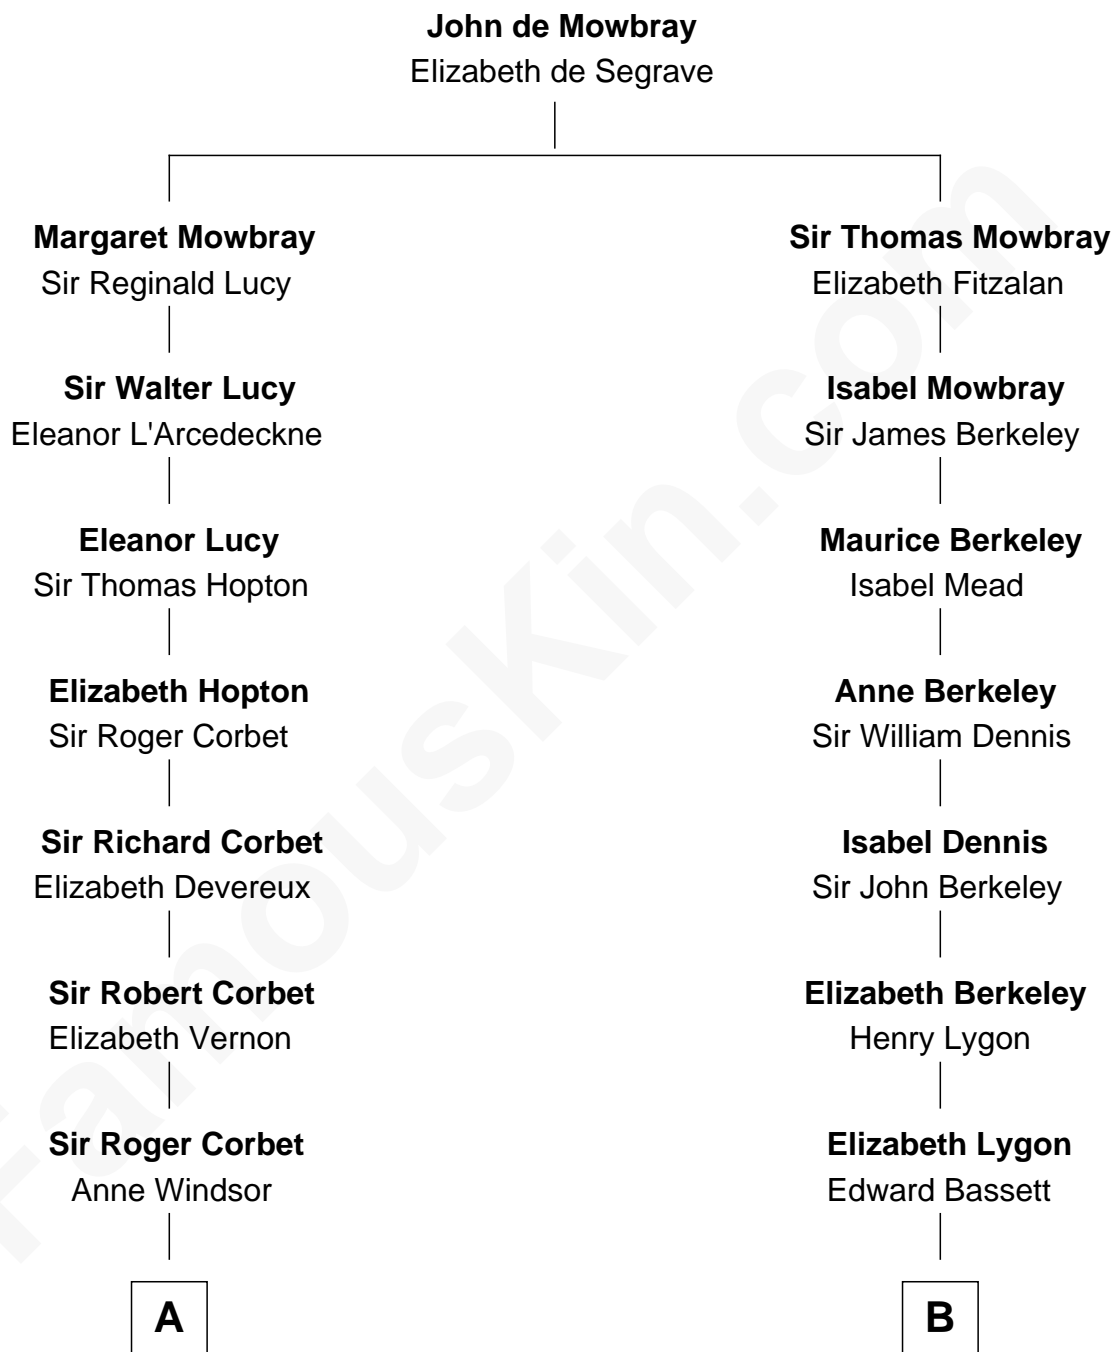 John de Mowbray
Elizabeth de Segrave
Margaret Mowbray
Sir Reginald Lucy
Sir Thomas Mowbray
Elizabeth Fitzalan
Sir Walter Lucy
Eleanor L'Arcedeckne
Isabel Mowbray
Sir James Berkeley
Eleanor Lucy
Sir Thomas Hopton
Maurice Berkeley
Isabel Mead
Elizabeth Hopton
Sir Roger Corbet
Anne Berkeley
Sir William Dennis
Sir Richard Corbet
Elizabeth Devereux
Isabel Dennis
Sir John Berkeley
Sir Robert Corbet
Elizabeth Vernon
Elizabeth Berkeley
Henry Lygon
Sir Roger Corbet
Anne Windsor
Elizabeth Lygon
Edward Bassett
A
B
FamousKin.com